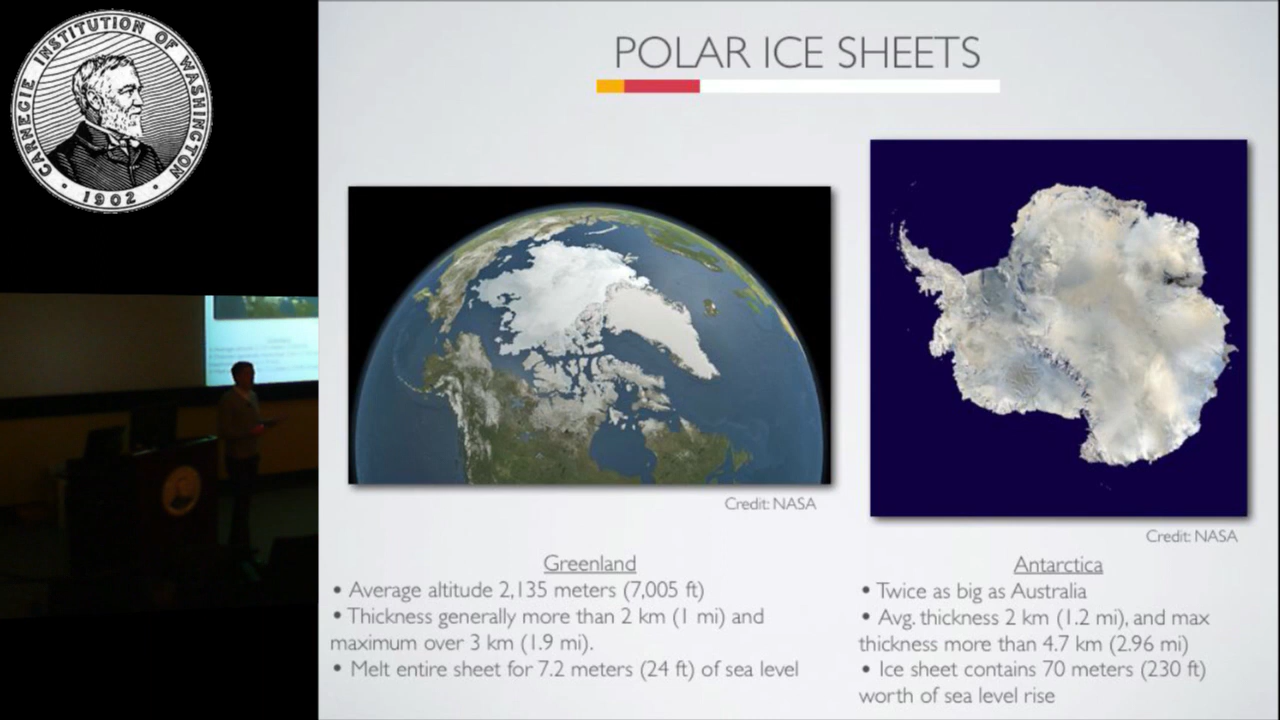 CARNEGIE INSTITUTION OF WASHINGTON
• 1902 •
POLAR ICE SHEETS
Credit: NASA
Credit: NASA
Greenland
• Average altitude 2,135 meters (7,005 ft)
• Thickness generally more than 2 km (1 mi) and
maximum over 3 km (1.9 mi).
• Melt entire sheet for 7.2 meters (24 ft) of sea level
Antarctica
• Twice as big as Australia
• Avg. thickness 2 km (1.2 mi), and max
thickness more than 4.7 km (2.96 mi)
• Ice sheet contains 70 meters (230 ft)
worth of sea level rise